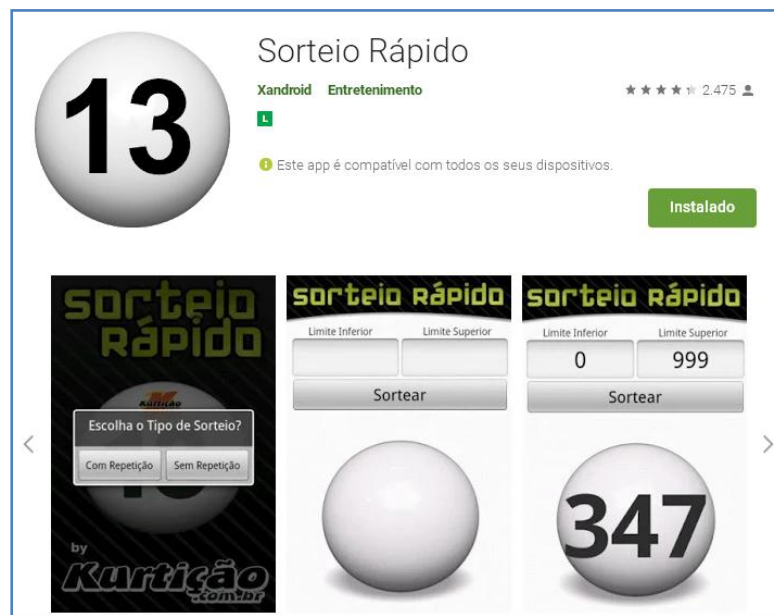 13
Sorteio Rápido
Xandroid Entretenimento
2.475
L
Este app é compatível com todos os seus dispositivos.
Instalado
sorteio
Rápido
Kurtição
Escolha o Tipo de Sorteio?
Com Repetição Sem Repetição
by
Kurtição
.com.br
sorteio Rápido
Limite Inferior Limite Superior
Sortear
sorteio Rápido
Limite Inferior Limite Superior
0 999
Sortear
347